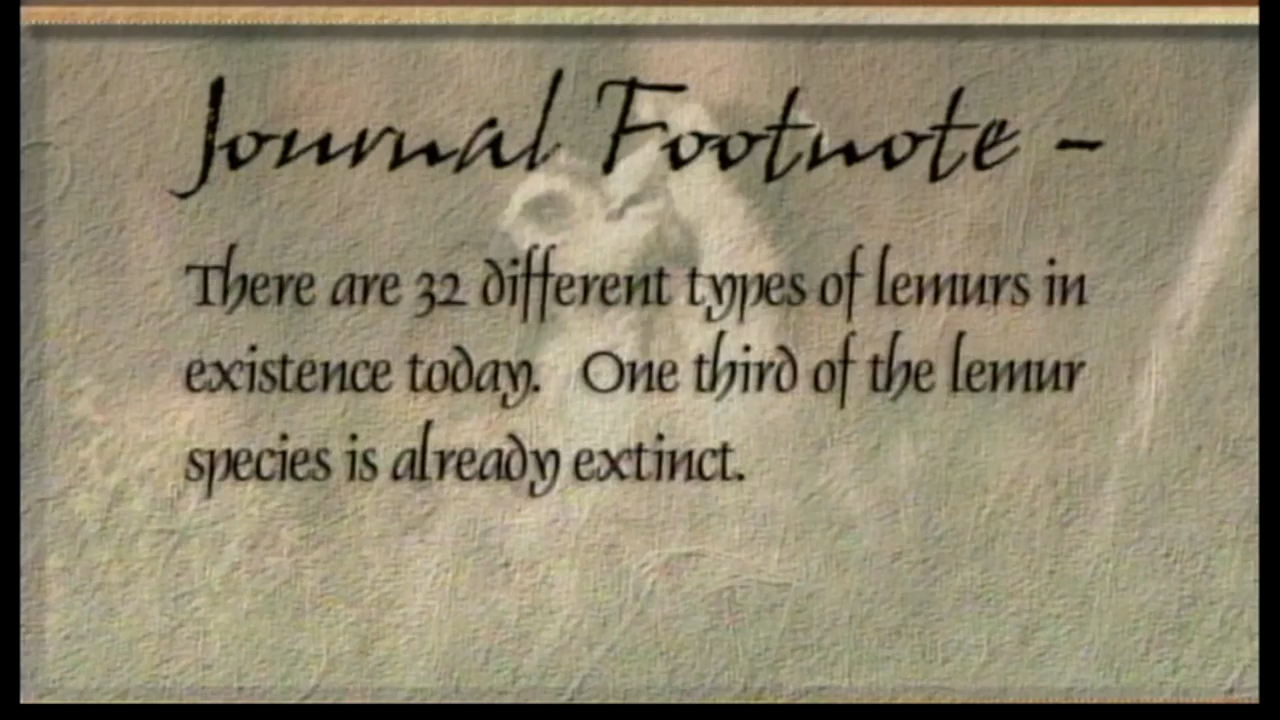 Journal Footnote -
There are 32 different types of lemurs in
existence today. One third of the lemur
species is already extinct.